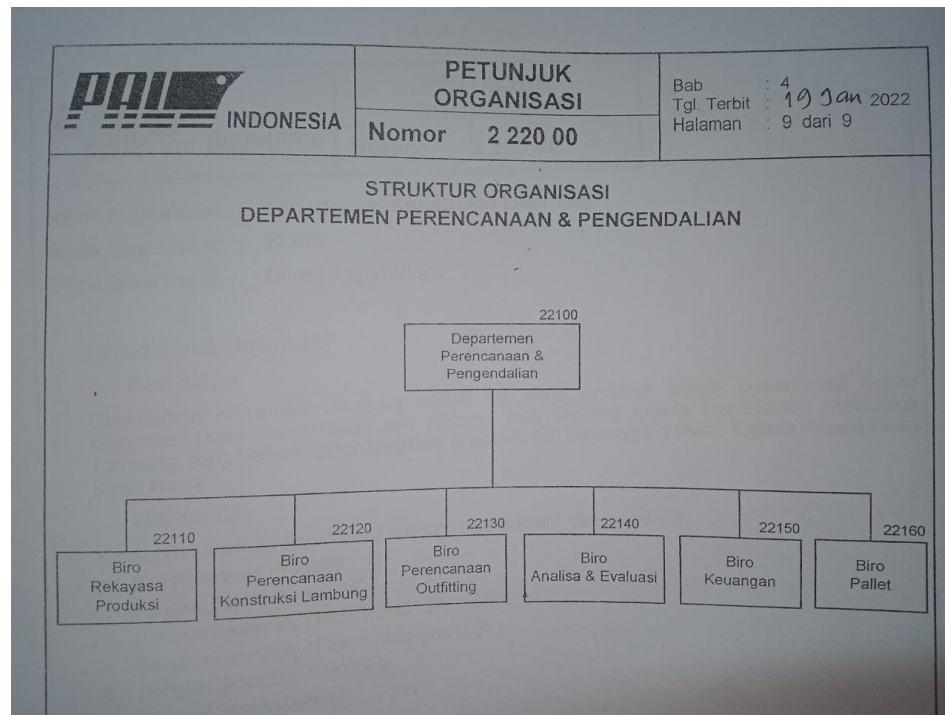 PAL
INDONESIA
PETUNJUK
ORGANISASI
Nomor 2 220 00
Bab : 4
Tgl. Terbit : 19 Jan 2022
Halaman : 9 dari 9
STRUKTUR ORGANISASI
DEPARTEMEN PERENCANAAN & PENGENDALIAN
22100
Departemen
Perencanaan &
Pengendalian
22110
Biro
Rekayasa
Produksi
22120
Biro
Perencanaan
Konstruksi Lambung
22130
Biro
Perencanaan
Outfitting
22140
Biro
Analisa & Evaluasi
22150
Biro
Keuangan
22160
Biro
Pallet